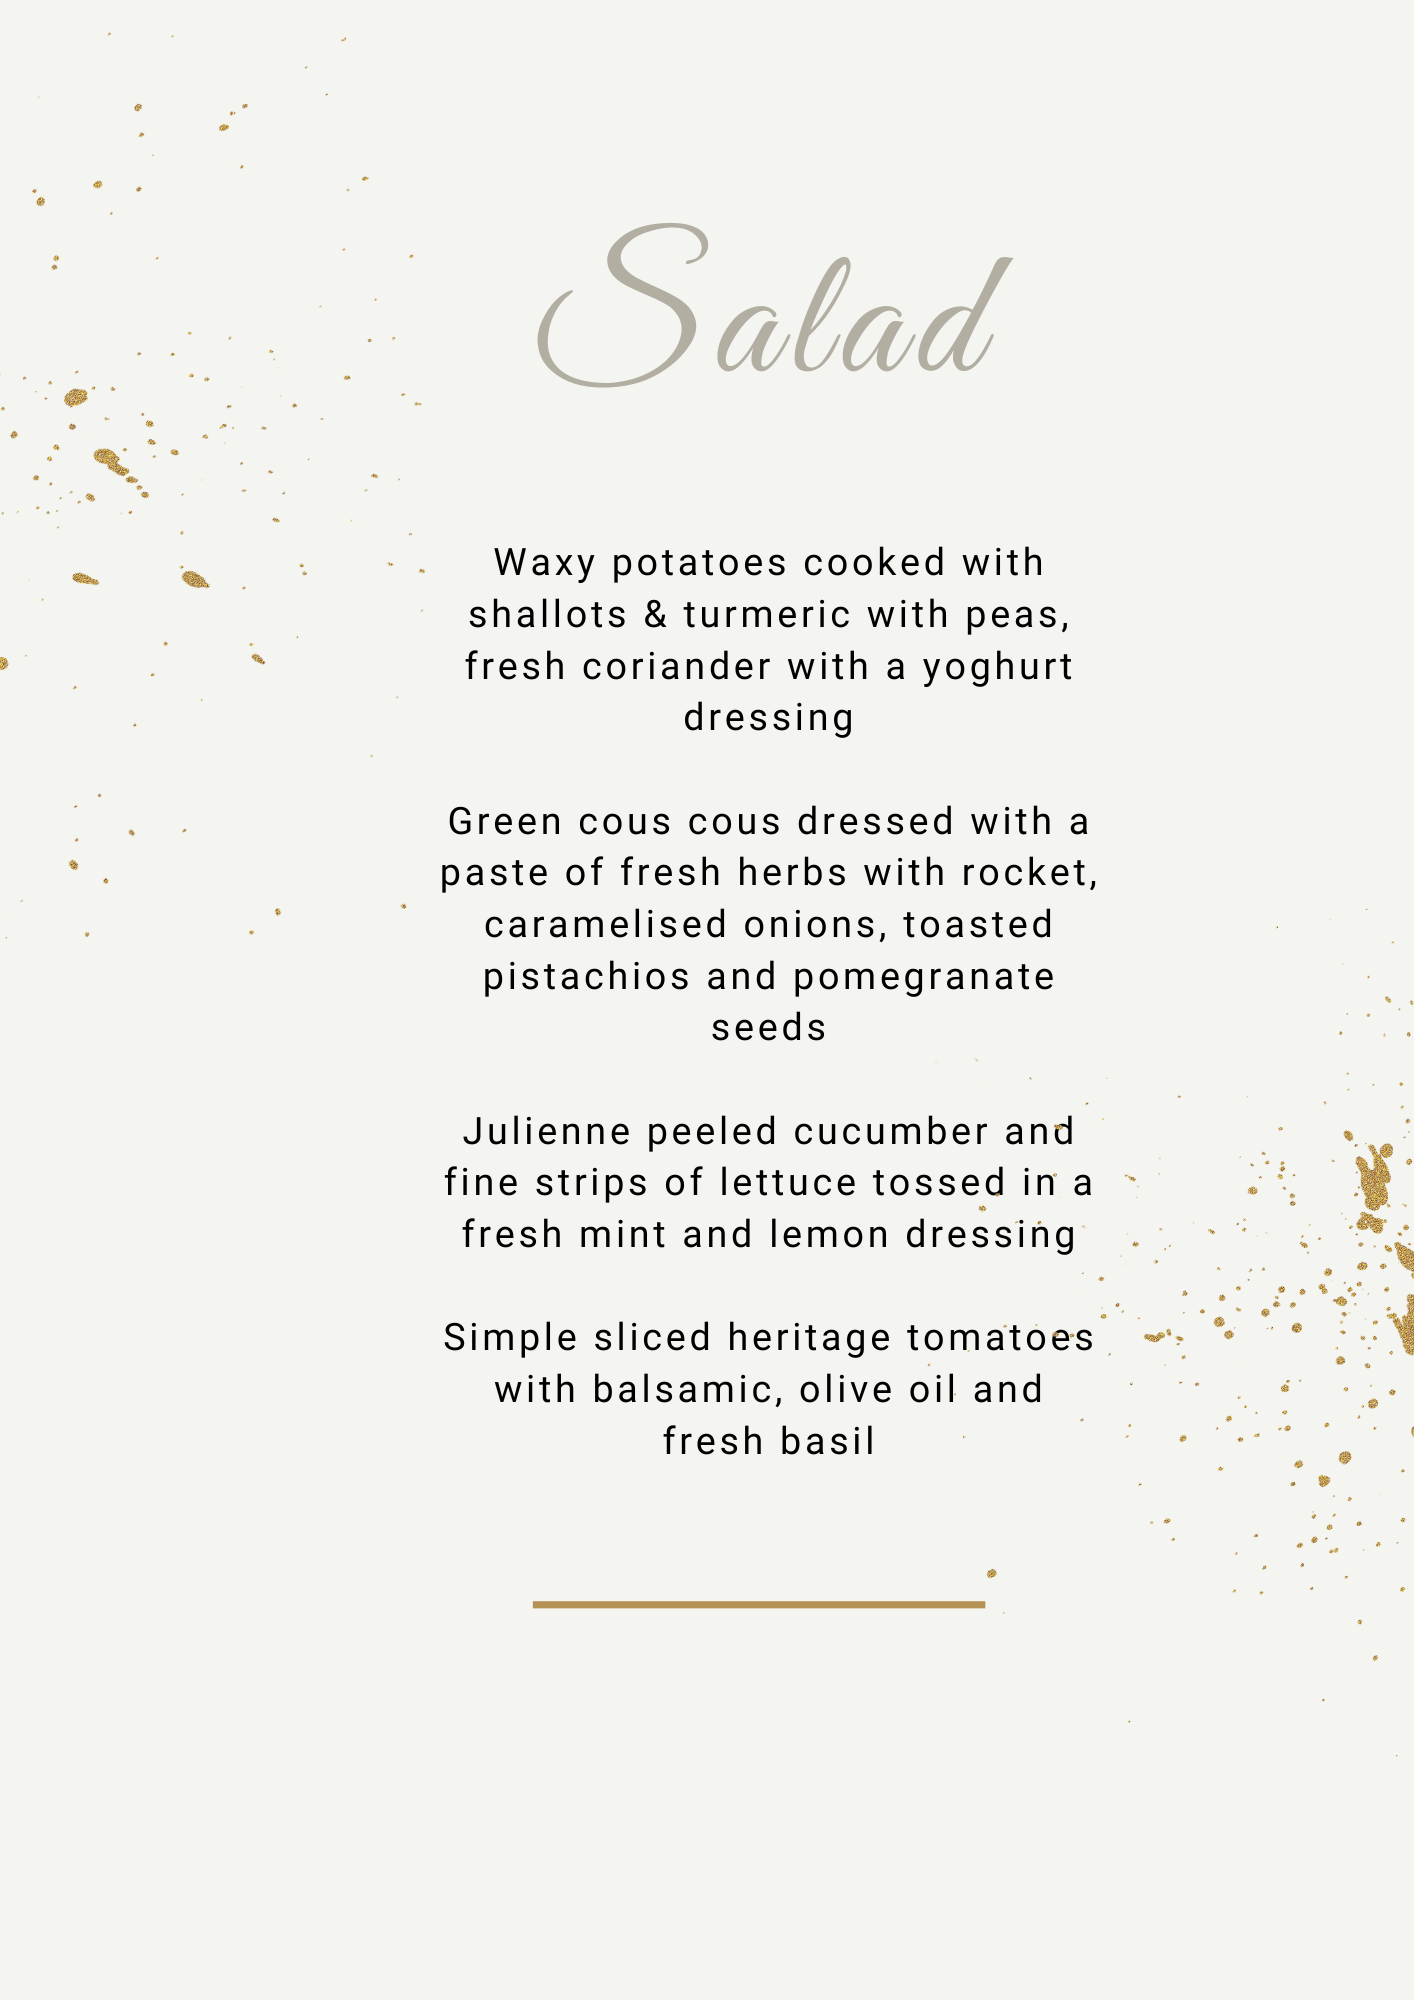 Salad
Waxy potatoes cooked with
shallots & turmeric with peas,
fresh coriander with a yoghurt
dressing
Green cous cous dressed with a
paste of fresh herbs with rocket,
caramelised onions, toasted
pistachios and pomegranate
seeds
Julienne peeled cucumber and
fine strips of lettuce tossed in a
fresh mint and lemon dressing
Simple sliced heritage tomatoes
with balsamic, olive oil and
fresh basil